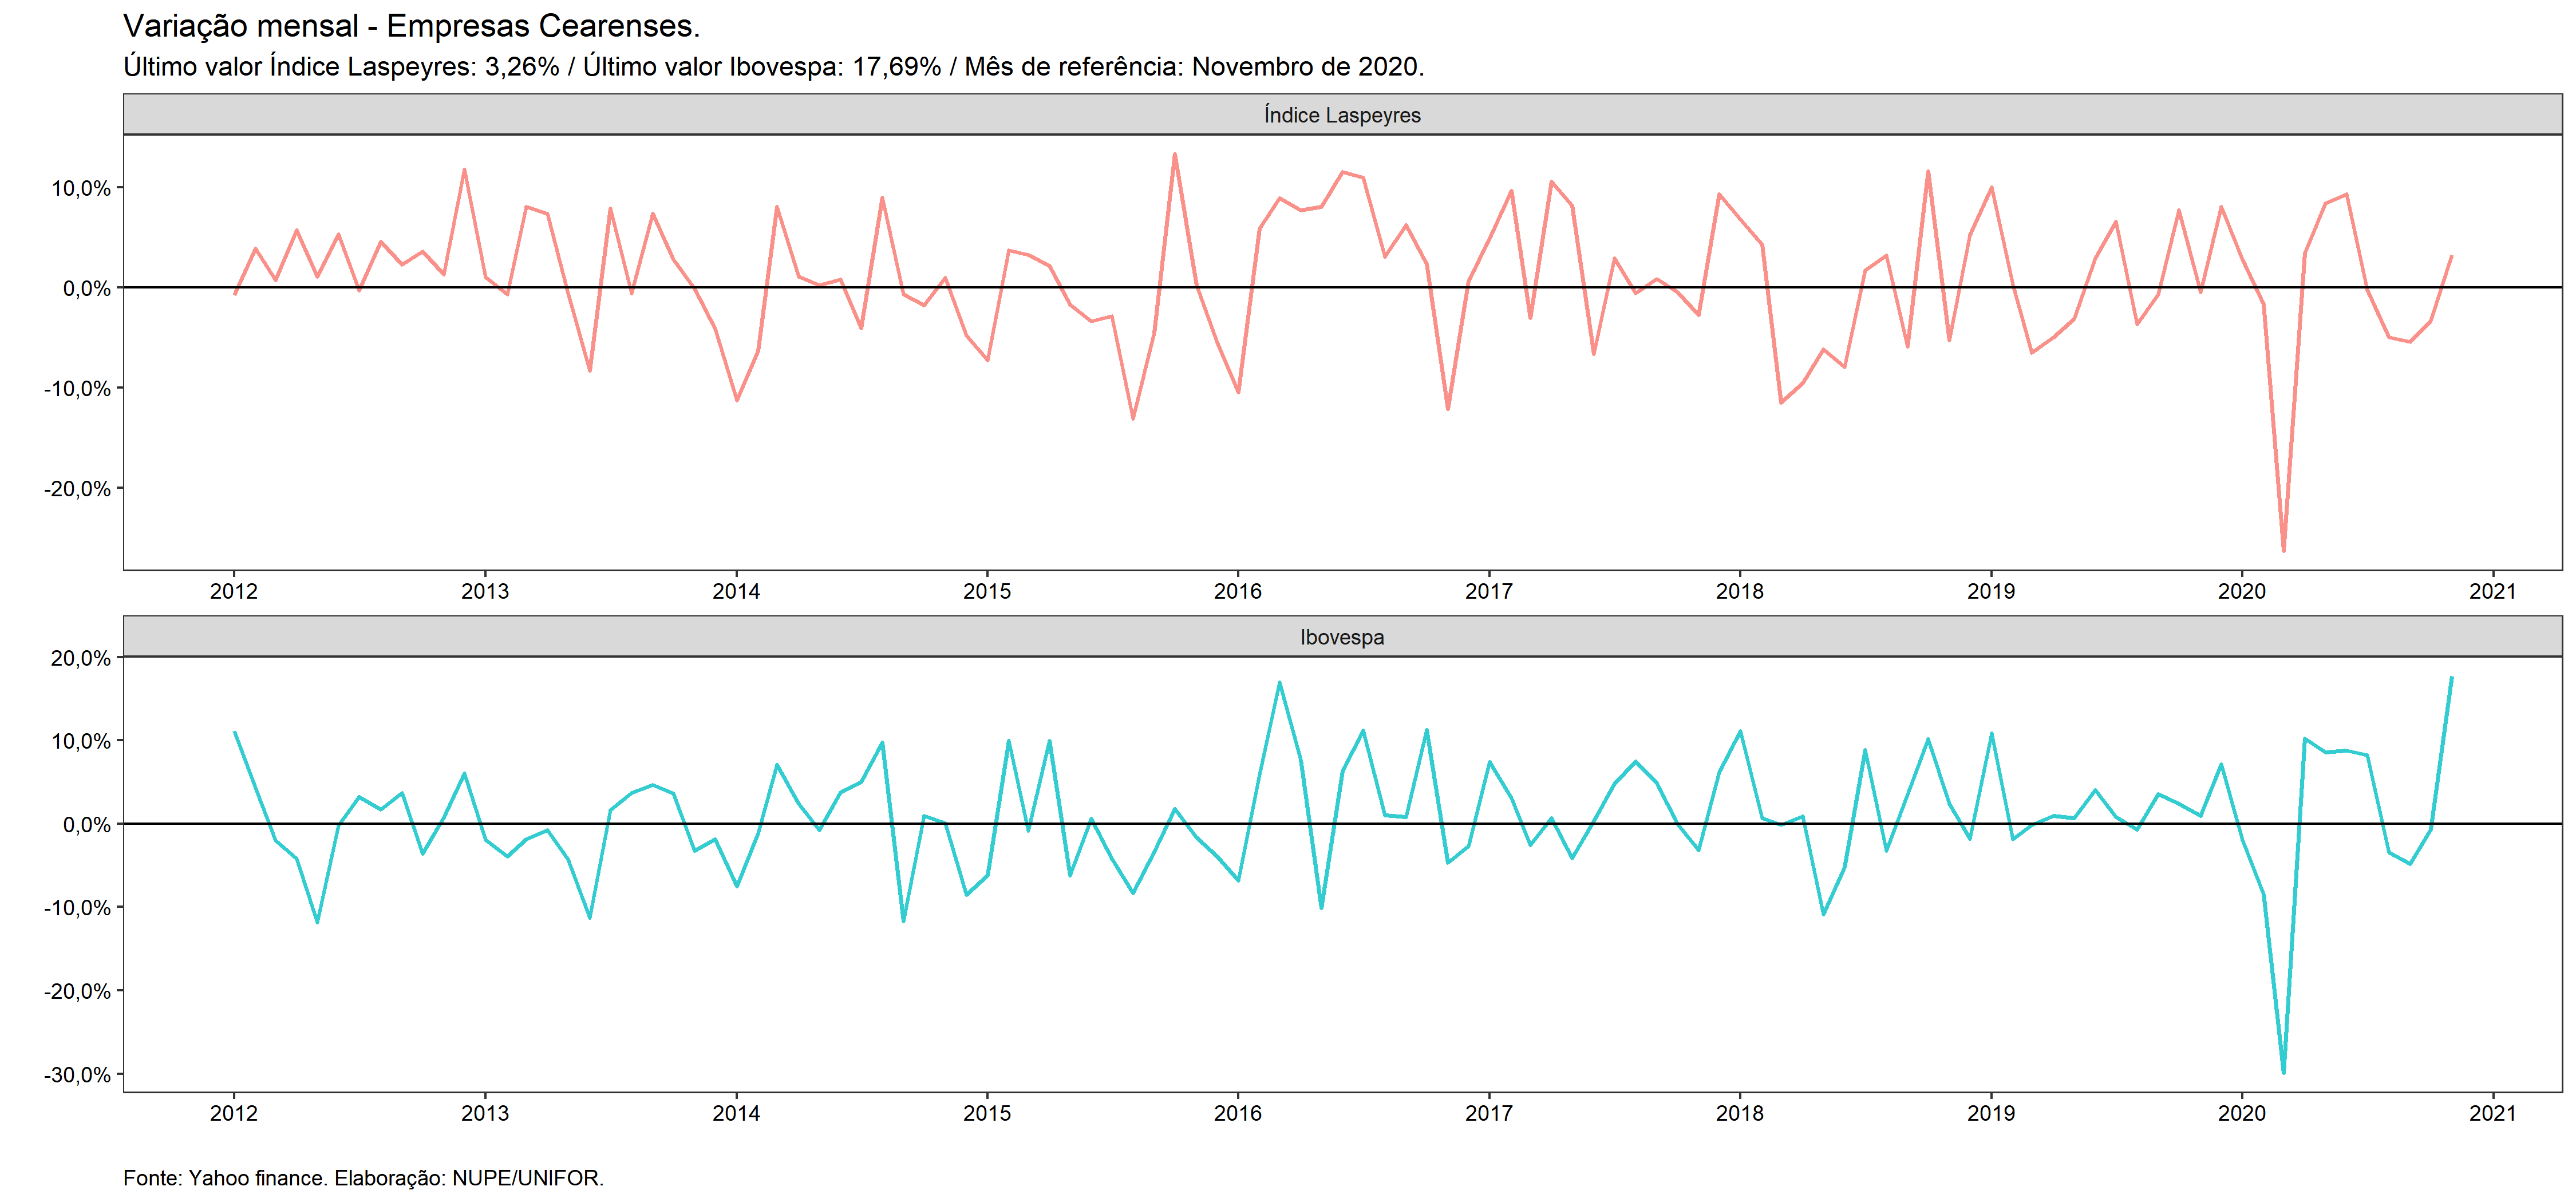 Variação mensal - Empresas Cearenses.
Último valor Índice Laspeyres: 3,26% / Último valor Ibovespa: 17,69% / Mês de referência: Novembro de 2020.
Índice Laspeyres
10,0%
0,0%
-10,0%
-20,0%
2012 2013 2014 2015 2016 2017 2018 2019 2020 2021
Ibovespa
20,0%
10,0%
0,0%
-10,0%
-20,0%
-30,0%
2012 2013 2014 2015 2016 2017 2018 2019 2020 2021
Fonte: Yahoo finance. Elaboração: NUPE/UNIFOR.